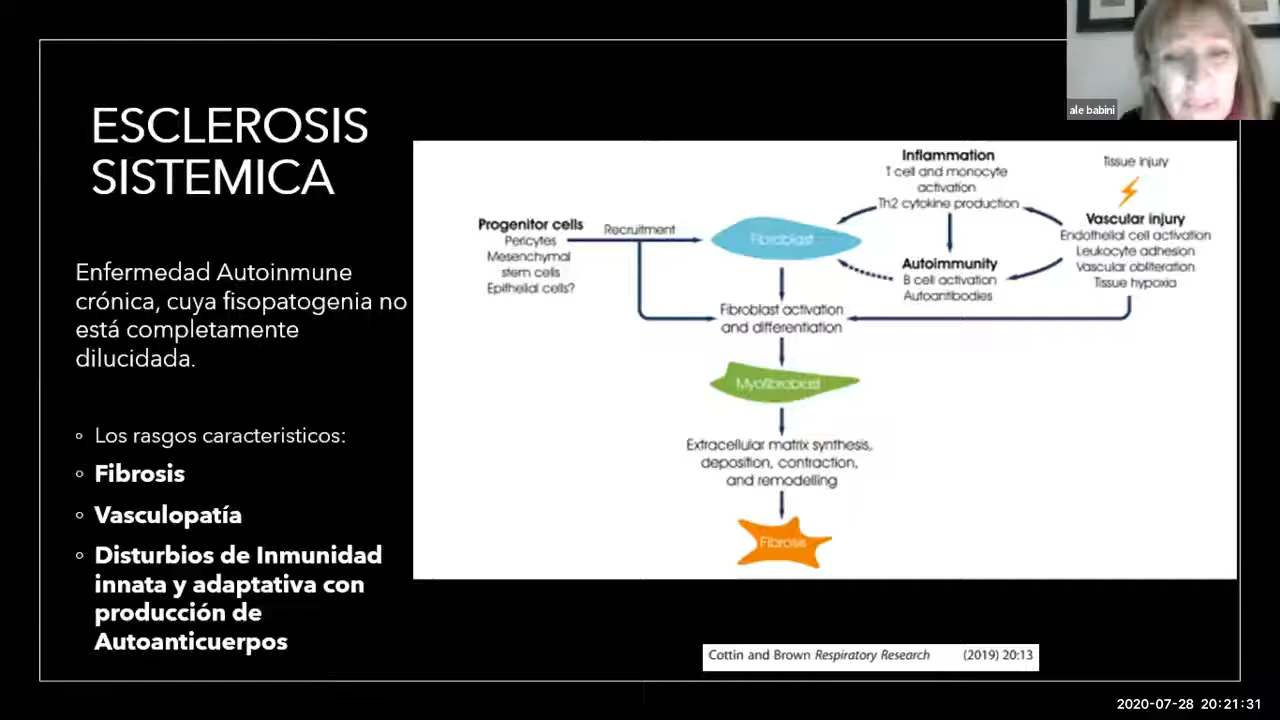 ale babini
ESCLEROSIS
SISTEMICA
Enfermedad Autoinmune
crónica, cuya fisopatogenia no
está completamente
dilucidada.
◦ Los rasgos caracteristicos:
◦ Fibrosis
◦ Vasculopatía
◦ Disturbios de Inmunidad
innata y adaptativa con
producción de
Autoanticuerpos
Progenitor cells
Pericytes
Mesenchymal
stem cells
Epithelial cells?
Recruitment
Fibroblast
Inflammation
T cell and monocyte
activation
Th2 cytokine production
Autoimmunity
B cell activation
Autoantibodies
Tissue injury
Vascular injury
Endothelial cell activation
Leukocyte adhesion
Vascular obliteration
Tissue hypoxia
Fibroblast activation
and differentiation
Myofibroblast
Extracellular matrix synthesis,
deposition, contraction,
and remodelling
Fibrosis
Cottin and Brown Respiratory Research (2019) 20:13
2020-07-28 20:21:31